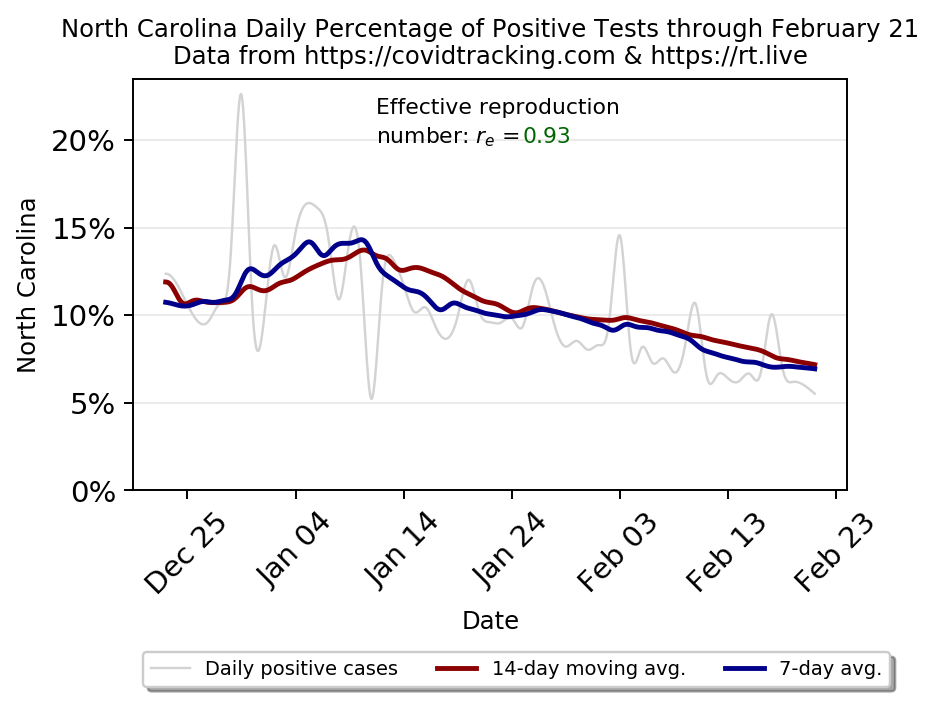 North Carolina Daily Percentage of Positive Tests through February 21
Data from https://covidtracking.com & https://rt.live
Effective reproduction
number: rₑ = 0.93
20%
15%
10%
5%
0%
North Carolina
Dec 25
Jan 04
Jan 14
Jan 24
Feb 03
Feb 13
Feb 23
Date
Daily positive cases
14-day moving avg.
7-day avg.